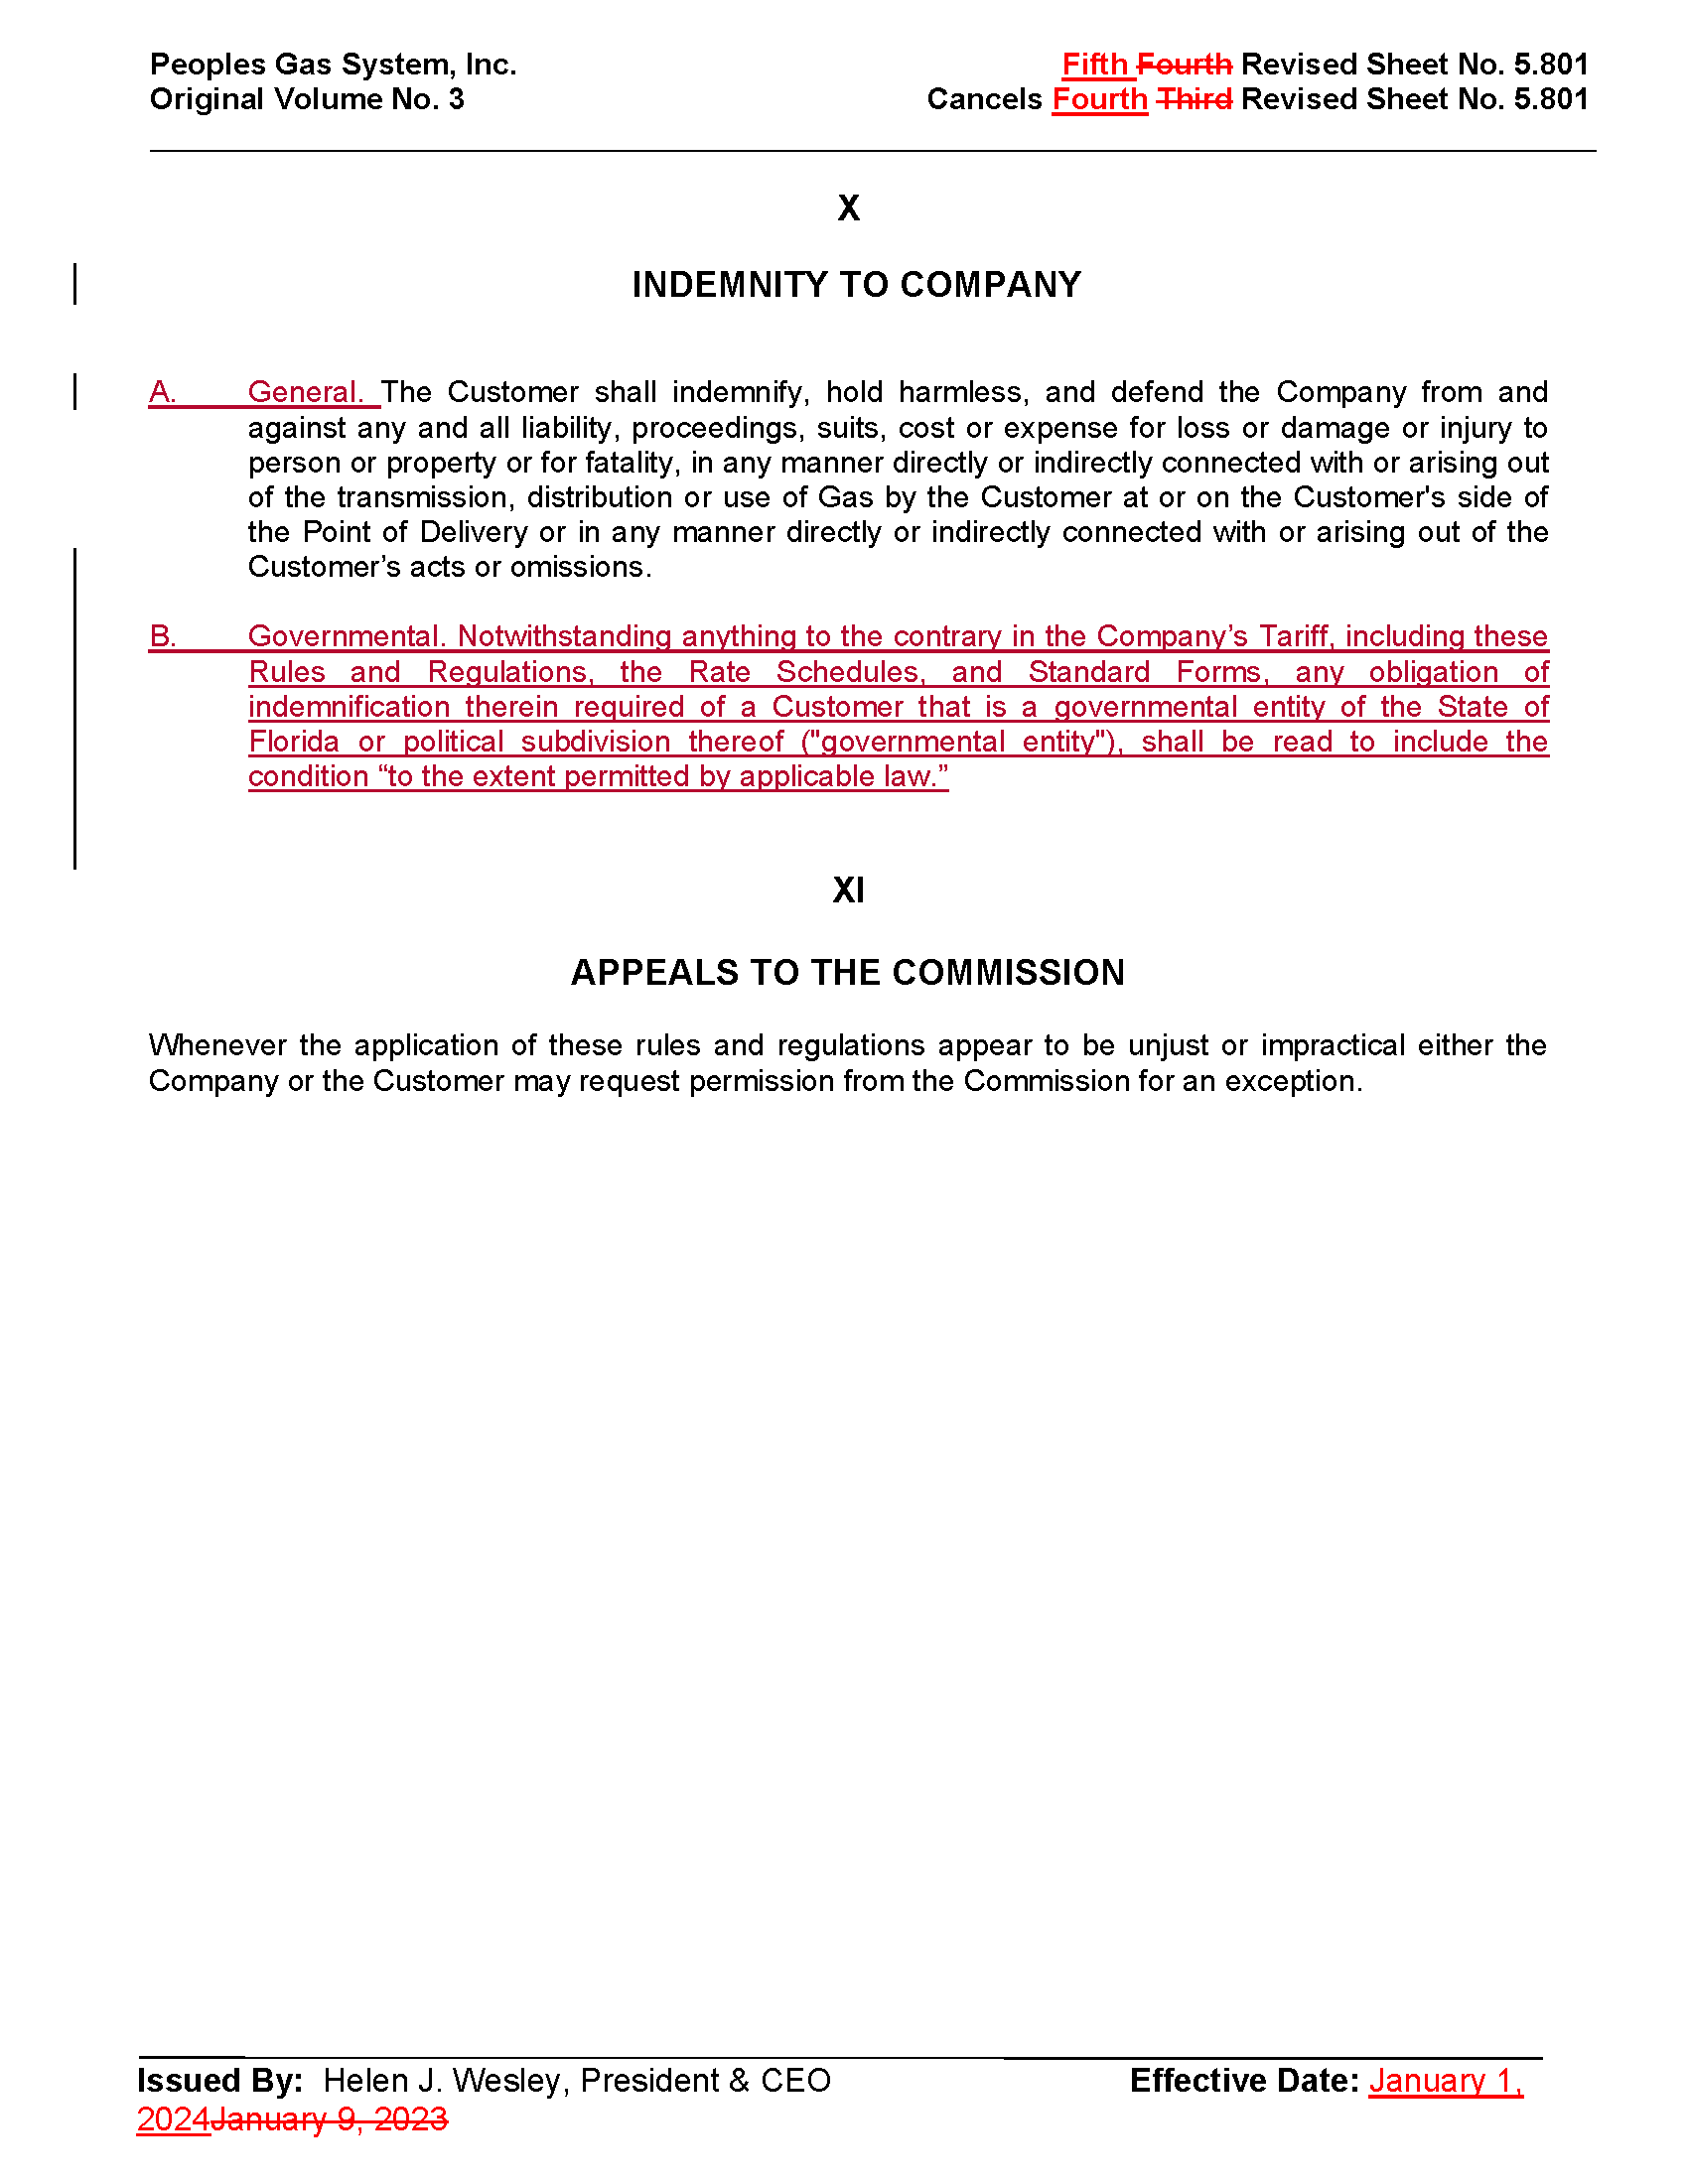 Peoples Gas System, Inc. Fifth Fourth Revised Sheet No. 5.801
Original Volume No. 3 Cancels Fourth Third Revised Sheet No. 5.801
X
INDEMNITY TO COMPANY
A. General. The Customer shall indemnify, hold harmless, and defend the Company from and
against any and all liability, proceedings, suits, cost or expense for loss or damage or injury to
person or property or for fatality, in any manner directly or indirectly connected with or arising out
of the transmission, distribution or use of Gas by the Customer at or on the Customer's side of
the Point of Delivery or in any manner directly or indirectly connected with or arising out of the
Customer’s acts or omissions.
B. Governmental. Notwithstanding anything to the contrary in the Company’s Tariff, including these
Rules and Regulations, the Rate Schedules, and Standard Forms, any obligation of
indemnification therein required of a Customer that is a governmental entity of the State of
Florida or political subdivision thereof ("governmental entity"), shall be read to include the
condition “to the extent permitted by applicable law.”
XI
APPEALS TO THE COMMISSION
Whenever the application of these rules and regulations appear to be unjust or impractical either the
Company or the Customer may request permission from the Commission for an exception.
Issued By: Helen J. Wesley, President & CEO Effective Date: January 1,
2024January 9, 2023